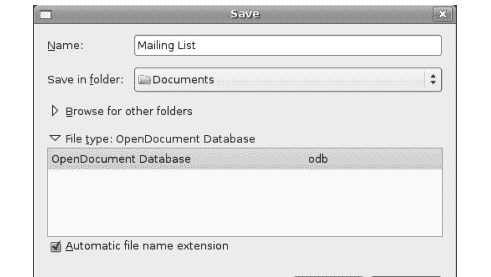 Save
Name: Mailing List
Save in folder: Documents
Browse for other folders
File type: OpenDocument Database
OpenDocument Database odb
Automatic file name extension